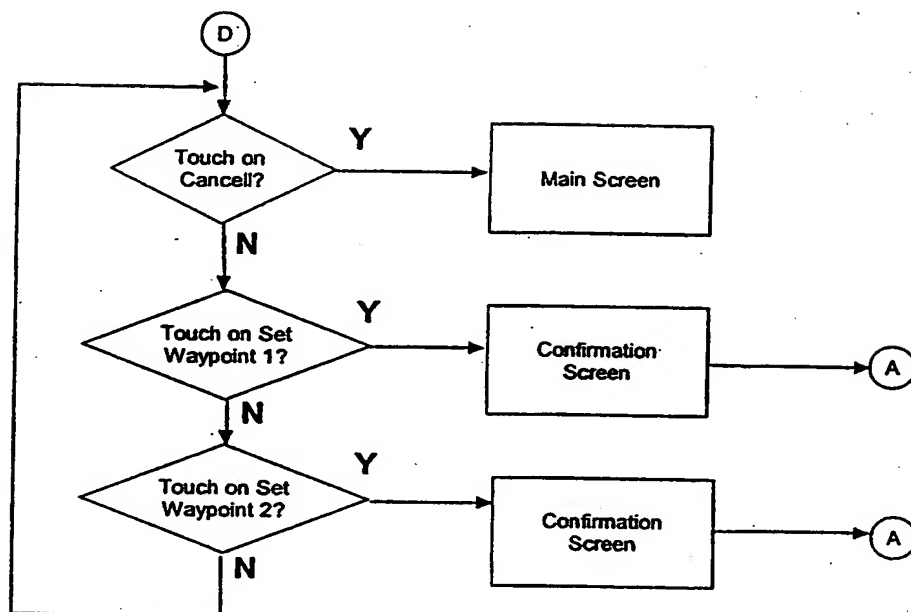 D
Touch on
Cancell?
Y
Main Screen
N
Touch on Set
Waypoint 1?
Y
Confirmation
Screen
A
N
Touch on Set
Waypoint 2?
Y
Confirmation
Screen
A
N